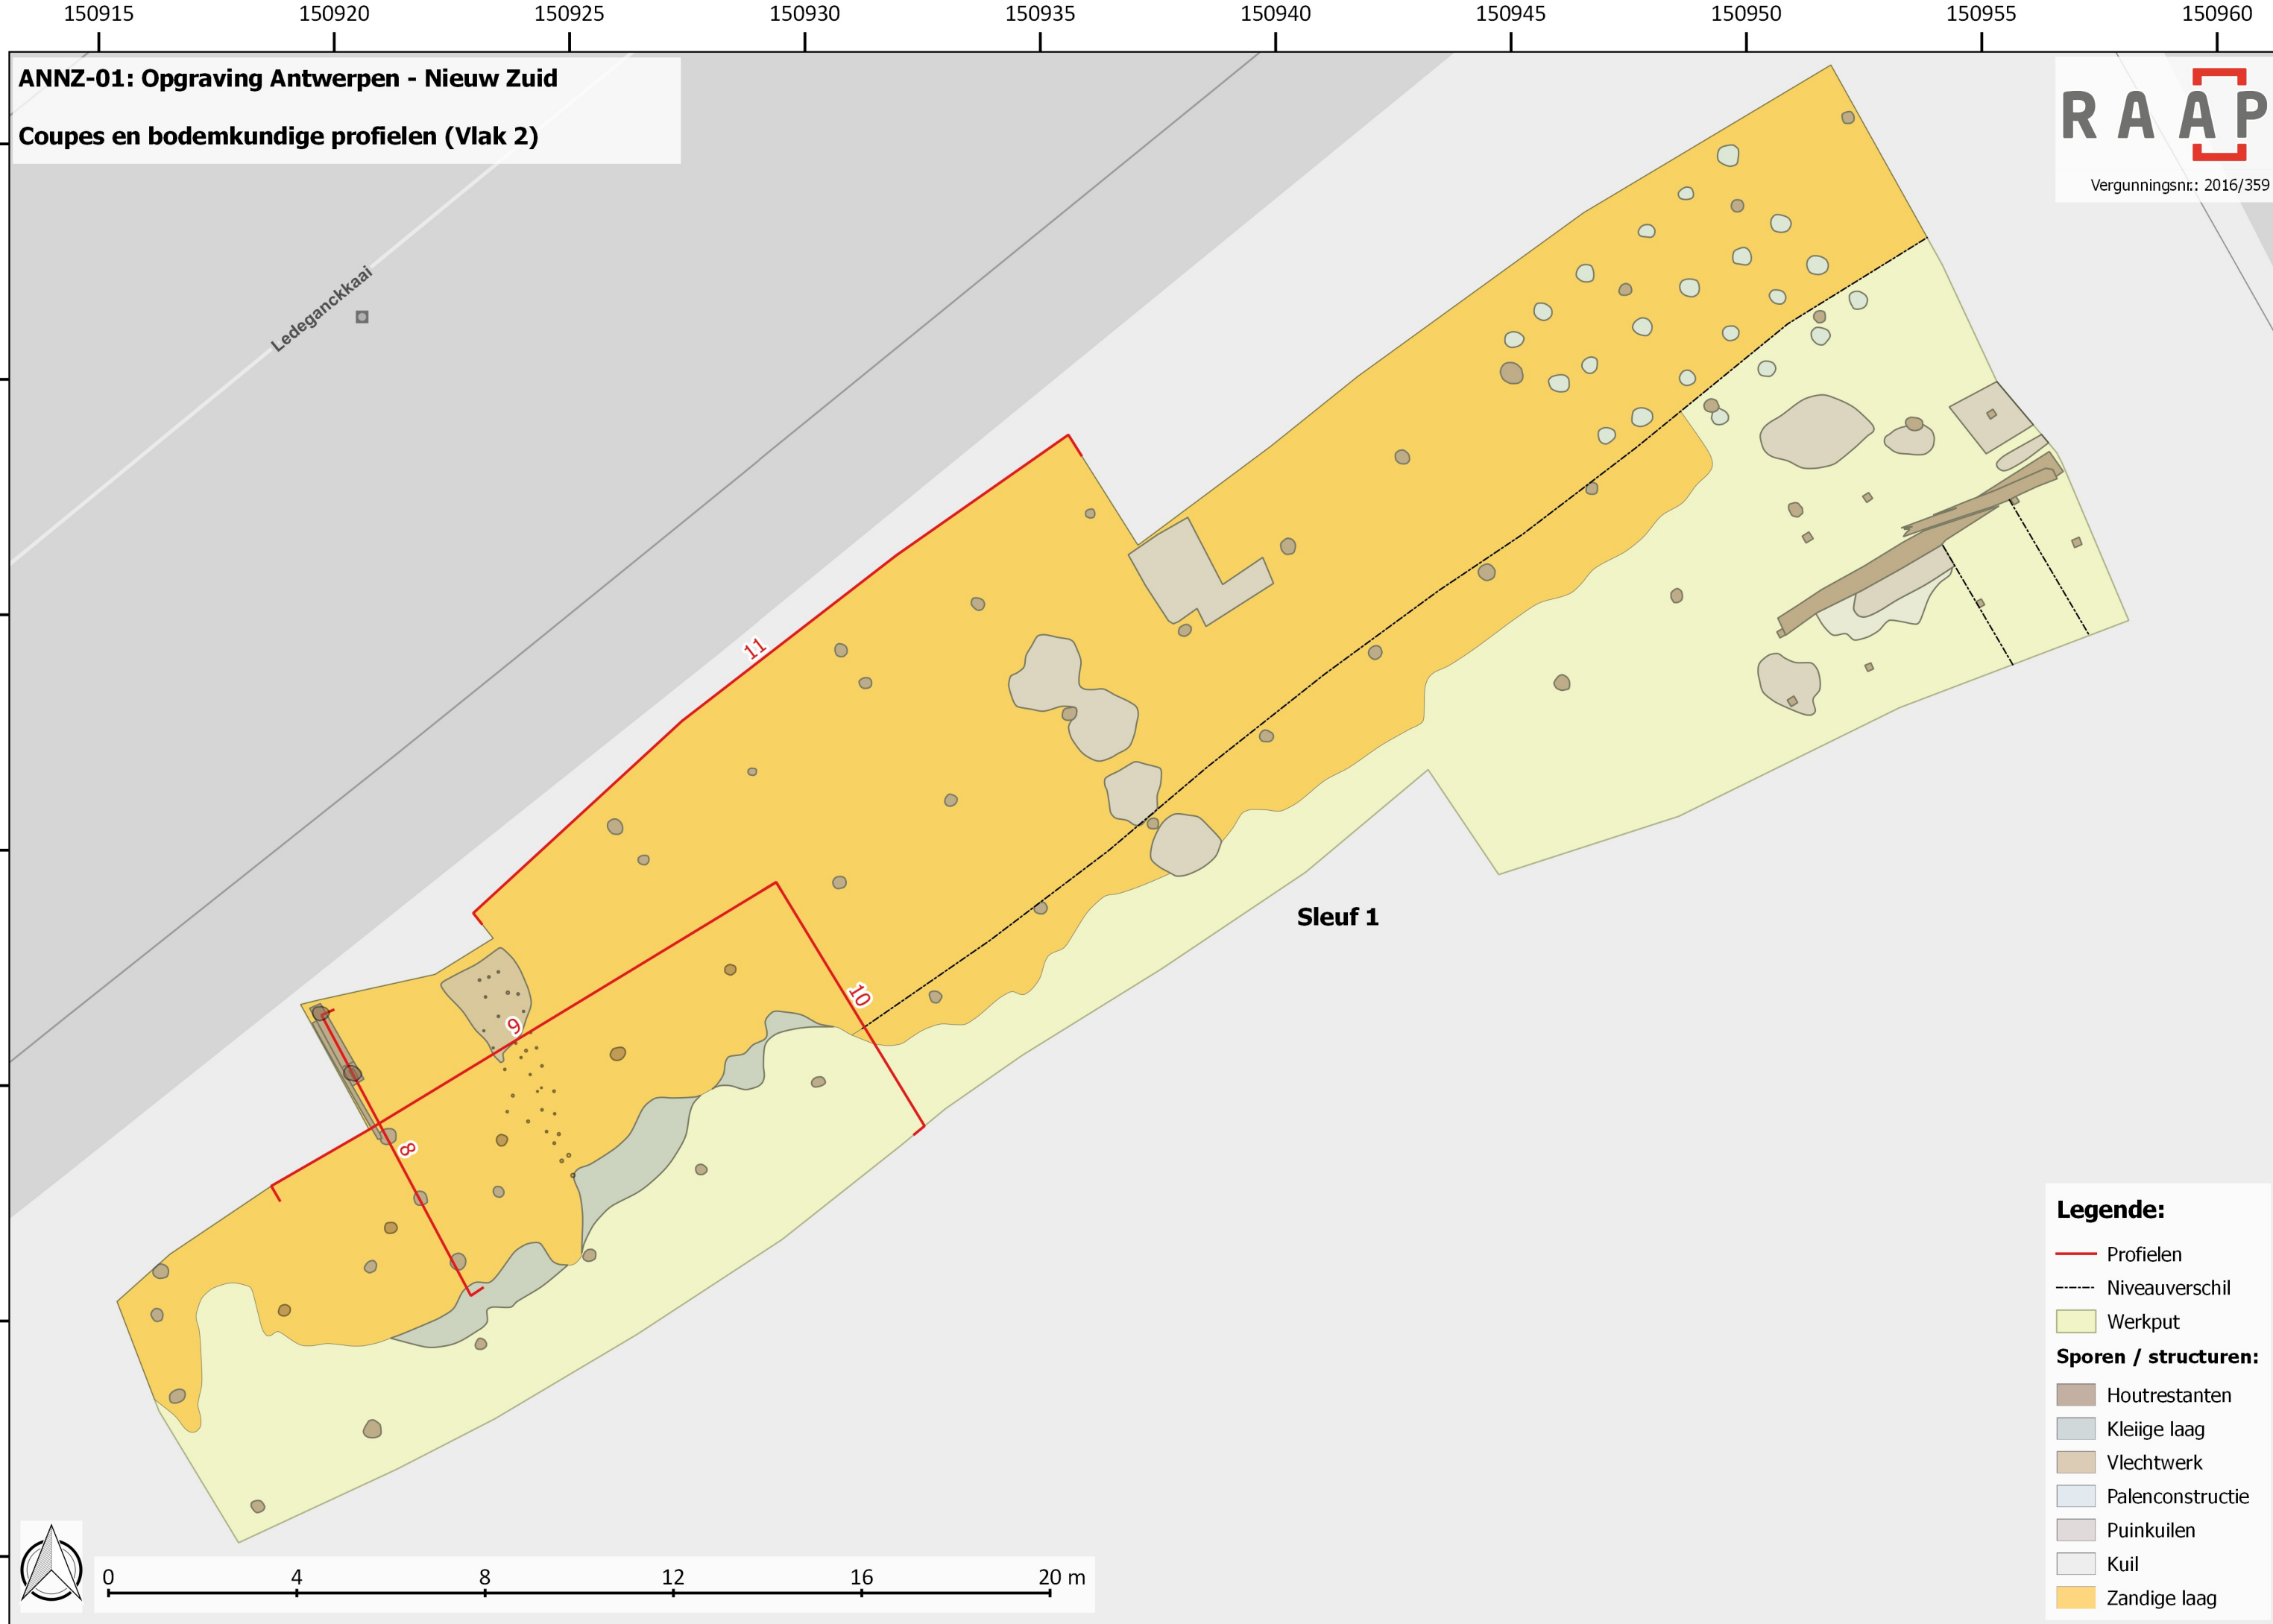 150915 150920 150925 150930 150935 150940 150945 150950 150955 150960
ANNZ-01: Opgraving Antwerpen - Nieuw Zuid
Coupes en bodemkundige profielen (Vlak 2)
RAAP
Vergunningsnr.: 2016/359
Ledeganckkaai
11
10
9
8
Sleuf 1
Legende:
Profielen
Niveauverschil
Werkput
Sporen / structuren:
Houtrestanten
Kleiige laag
Vlechtwerk
Palenconstructie
Puinkuilen
Kuil
Zandige laag
0 4 8 12 16 20 m